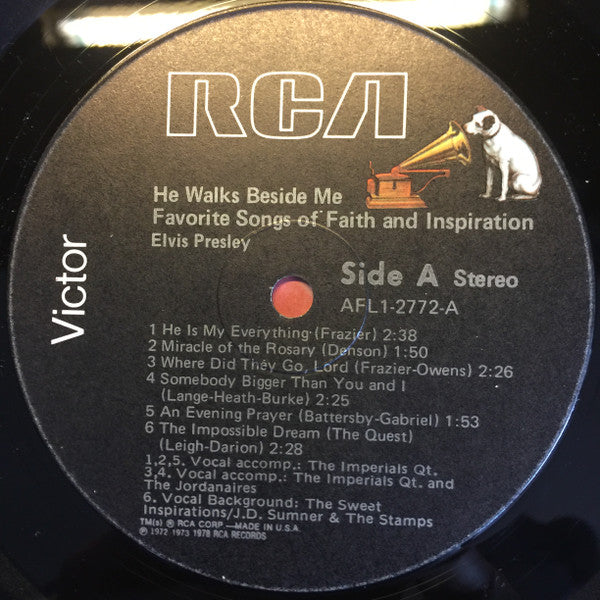 RCA
He Walks Beside Me
Favorite Songs of Faith and Inspiration
Elvis Presley
Victor
Side A Stereo
AFL1-2772-A
1 He Is My Everything (Frazier) 2:38
2 Miracle of the Rosary (Denson) 1:50
3 Where Did They Go, Lord (Frazier-Owens) 2:26
4 Somebody Bigger Than You and I
(Lange-Heath-Burke) 2:25
5 An Evening Prayer (Battersby-Gabriel) 1:53
6 The Impossible Dream (The Quest)
(Leigh-Darion) 2:28
1,2,5. Vocal accomp.: The Imperials Qt.
3,4. Vocal accomp.: The Imperials Qt. and
The Jordanaires
6. Vocal Background: The Sweet
Inspirations/J.D. Sumner & The Stamps
TM(s) ® RCA CORP.—MADE IN U.S.A.
℗ 1972 1973 1978 RCA RECORDS